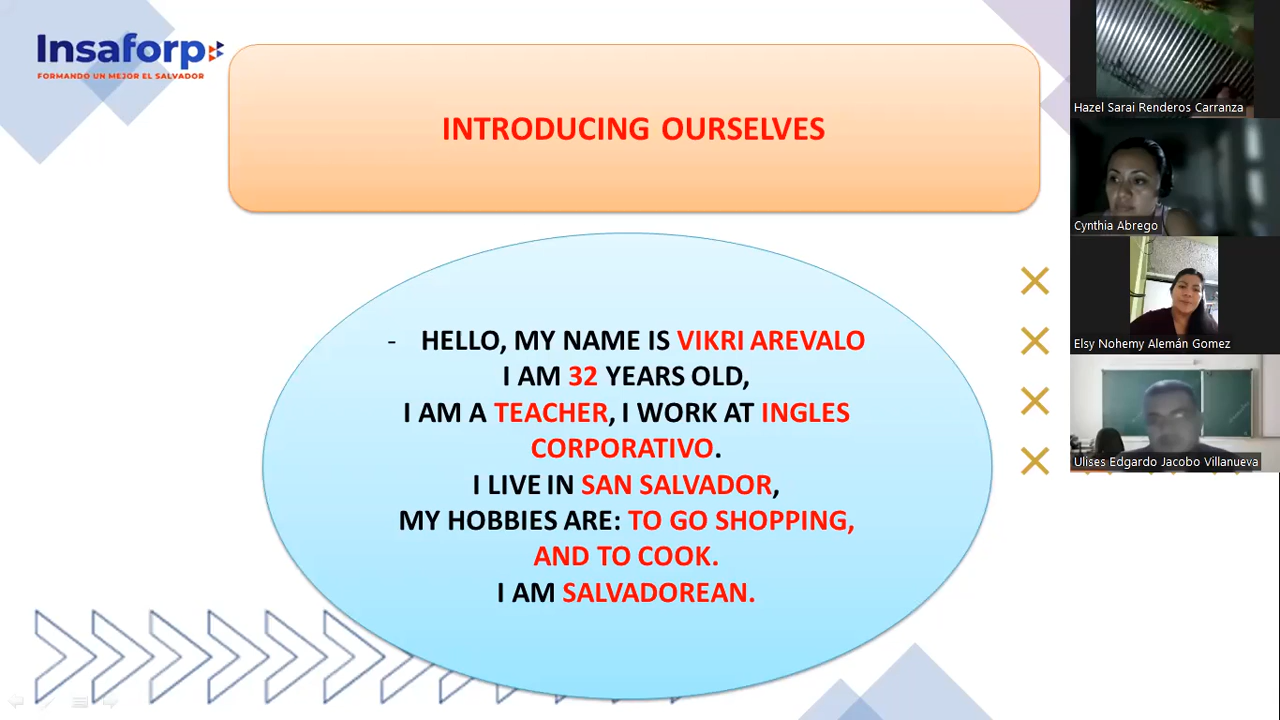 Insaforp
FORMANDO UN MEJOR EL SALVADOR
INTRODUCING OURSELVES
- HELLO, MY NAME IS VIKRI AREVALO
I AM 32 YEARS OLD,
I AM A TEACHER, I WORK AT INGLES
CORPORATIVO.
I LIVE IN SAN SALVADOR,
MY HOBBIES ARE: TO GO SHOPPING,
AND TO COOK.
I AM SALVADOREAN.
Hazel Sarai Renderos Carranza
Cynthia Abrego
Elsy Nohemy Alemán Gomez
Ulises Edgardo Jacobo Villanueva